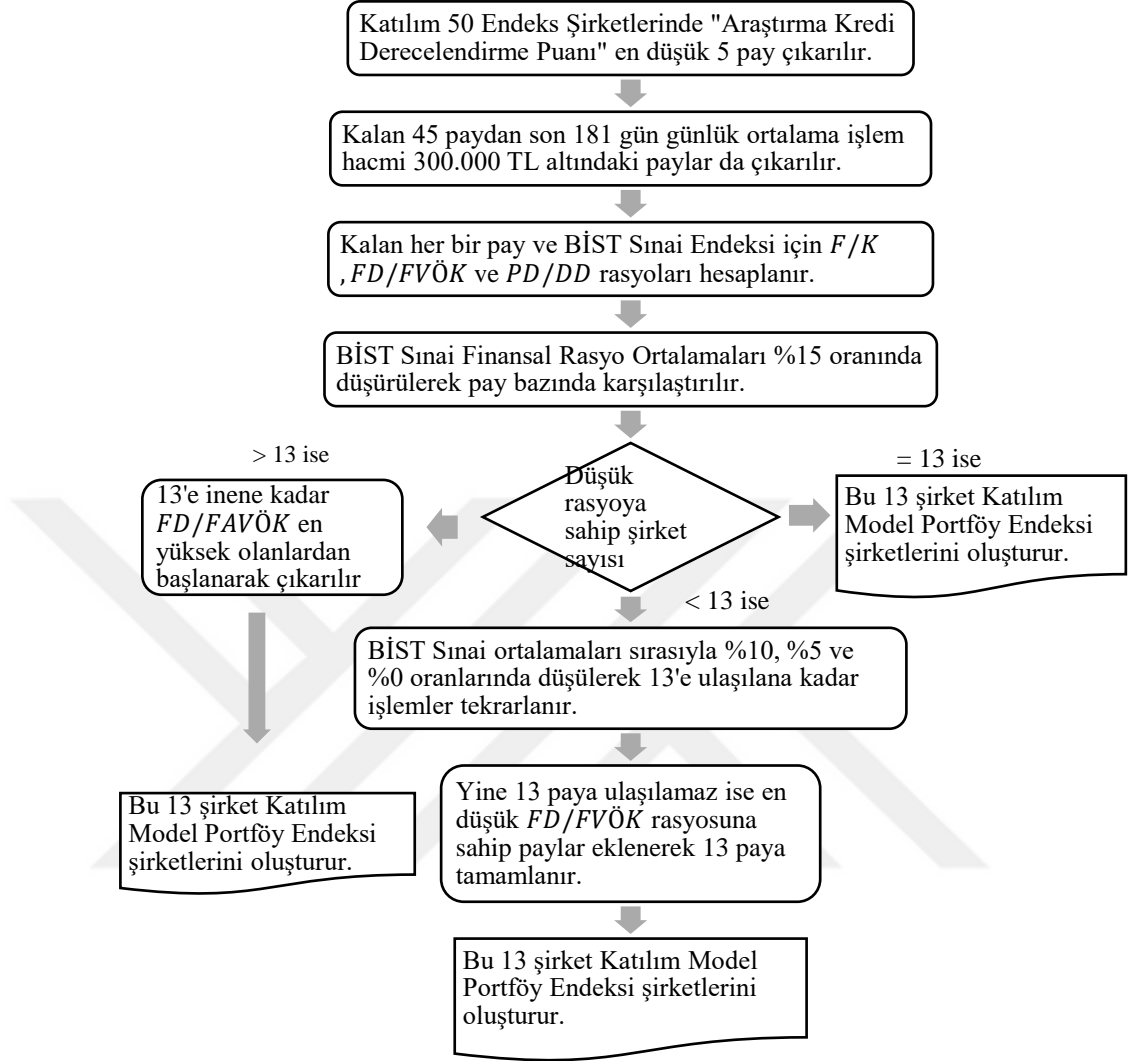 Katılım 50 Endeks Şirketlerinde "Araştırma Kredi
Derecelendirme Puanı" en düşük 5 pay çıkarılır.
Kalan 45 paydan son 181 gün günlük ortalama işlem
hacmi 300.000 TL altındaki paylar da çıkarılır.
Kalan her bir pay ve BİST Sınai Endeksi için F/K
,FD/FVÖK ve PD/DD rasyoları hesaplanır.
BİST Sınai Finansal Rasyo Ortalamaları %15 oranında
düşürülerek pay bazında karşılaştırılır.
> 13 ise
13'e inene kadar
FD/FAVÖK en
yüksek olanlardan
başlanarak çıkarılır
Düşük
rasyoya
sahip şirket
sayısı
= 13 ise
Bu 13 şirket Katılım
Model Portföy Endeksi
şirketlerini oluşturur.
< 13 ise
BİST Sınai ortalamaları sırasıyla %10, %5 ve
%0 oranlarında düşülerek 13'e ulaşılana kadar
işlemler tekrarlanır.
Bu 13 şirket Katılım
Model Portföy Endeksi
şirketlerini oluşturur.
Yine 13 paya ulaşılamaz ise en
düşük FD/FVÖK rasyosuna
sahip paylar eklenerek 13 paya
tamamlanır.
Bu 13 şirket Katılım Model
Portföy Endeksi şirketlerini
oluşturur.